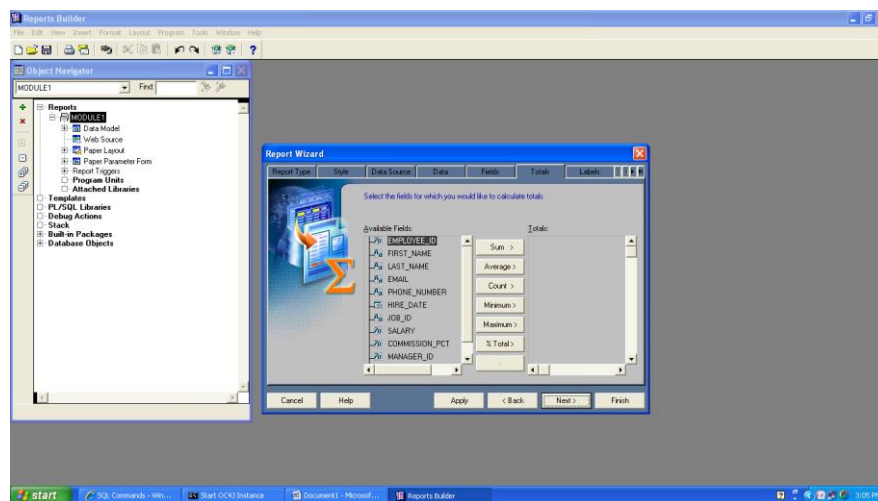 Reports Builder
File Edit View Insert Format Layout Program Tools Window Help
Object Navigator
MODULE1 Find:
Reports
MODULE1
Data Model
Web Source
Paper Layout
Paper Parameter Form
Report Triggers
Program Units
Attached Libraries
Templates
PL/SQL Libraries
Debug Actions
Stack
Built-in Packages
Database Objects
Report Wizard
Report Type Style Data Source Data Fields Totals Labels
Select the fields for which you would like to calculate totals.
Available Fields: Totals:
EMPLOYEE_ID
FIRST_NAME
LAST_NAME
EMAIL
PHONE_NUMBER
HIRE_DATE
JOB_ID
SALARY
COMMISSION_PCT
MANAGER_ID
Sum >
Average >
Count >
Minimum >
Maximum >
% Total >
<
Σ
Cancel Help Apply < Back Next > Finish
start SQL Commands - Win... Start OC4J Instance Document1 - Microsof... Reports Builder 3:05 PM